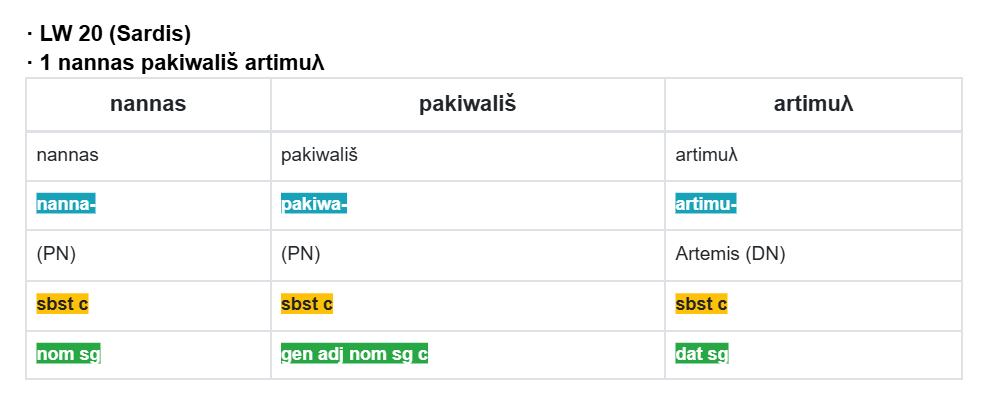 · LW 20 (Sardis)
· 1 nannas pakiwališ artimuλ
nannas pakiwališ artimuλ
nannas pakiwališ artimuλ
nanna- pakiwa- artimu-
(PN) (PN) Artemis (DN)
sbst c sbst c sbst c
nom sg gen adj nom sg c dat sg